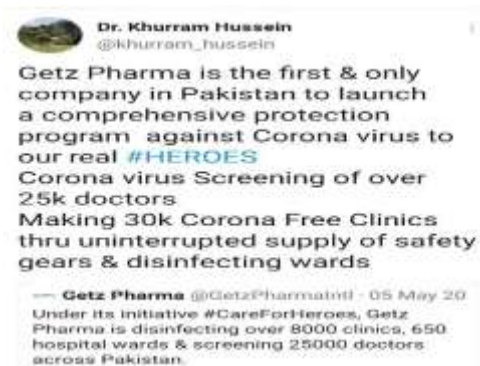 Dr. Khurram Hussein
@khurram_hussein
Getz Pharma is the first & only
company in Pakistan to launch
a comprehensive protection
program against Corona virus to
our real #HEROES
Corona virus Screening of over
25k doctors
Making 30k Corona Free Clinics
thru uninterrupted supply of safety
gears & disinfecting wards
Getz Pharma @GetzPharmaIntl · 05 May 20
Under its initiative #CareForHeroes, Getz
Pharma is disinfecting over 8000 clinics, 650
hospital wards & screening 25000 doctors
across Pakistan.